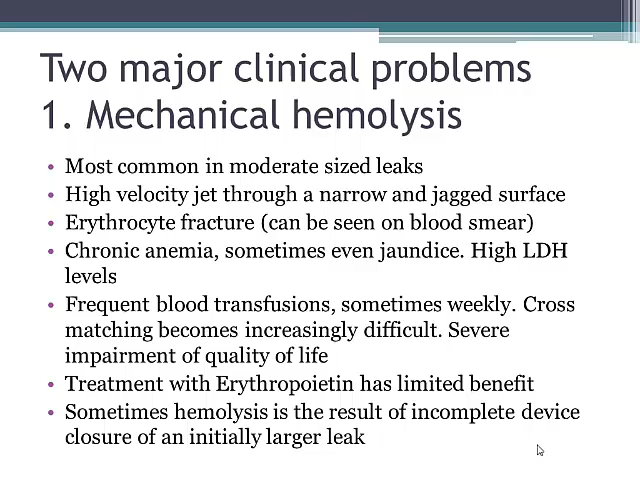 Two major clinical problems
1. Mechanical hemolysis
• Most common in moderate sized leaks
• High velocity jet through a narrow and jagged surface
• Erythrocyte fracture (can be seen on blood smear)
• Chronic anemia, sometimes even jaundice. High LDH
levels
• Frequent blood transfusions, sometimes weekly. Cross
matching becomes increasingly difficult. Severe
impairment of quality of life
• Treatment with Erythropoietin has limited benefit
• Sometimes hemolysis is the result of incomplete device
closure of an initially larger leak